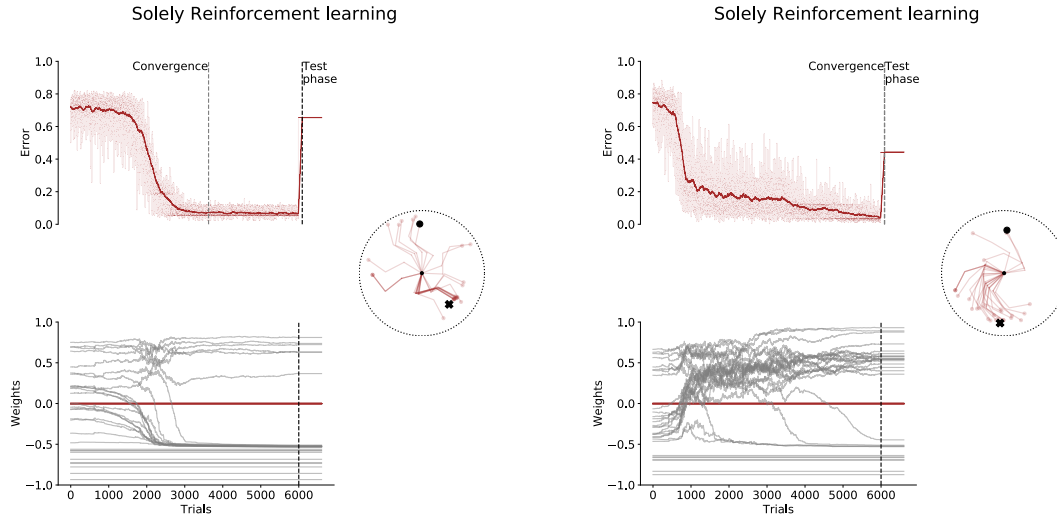 Solely Reinforcement learning
1.0
0.8
0.6
0.4
0.2
0.0
Error
Convergence
Test
phase
1.0
0.5
0.0
−0.5
−1.0
Weights
0 1000 2000 3000 4000 5000 6000
Trials
Solely Reinforcement learning
1.0
0.8
0.6
0.4
0.2
0.0
Error
Convergence
Test
phase
1.0
0.5
0.0
−0.5
−1.0
Weights
0 1000 2000 3000 4000 5000 6000
Trials